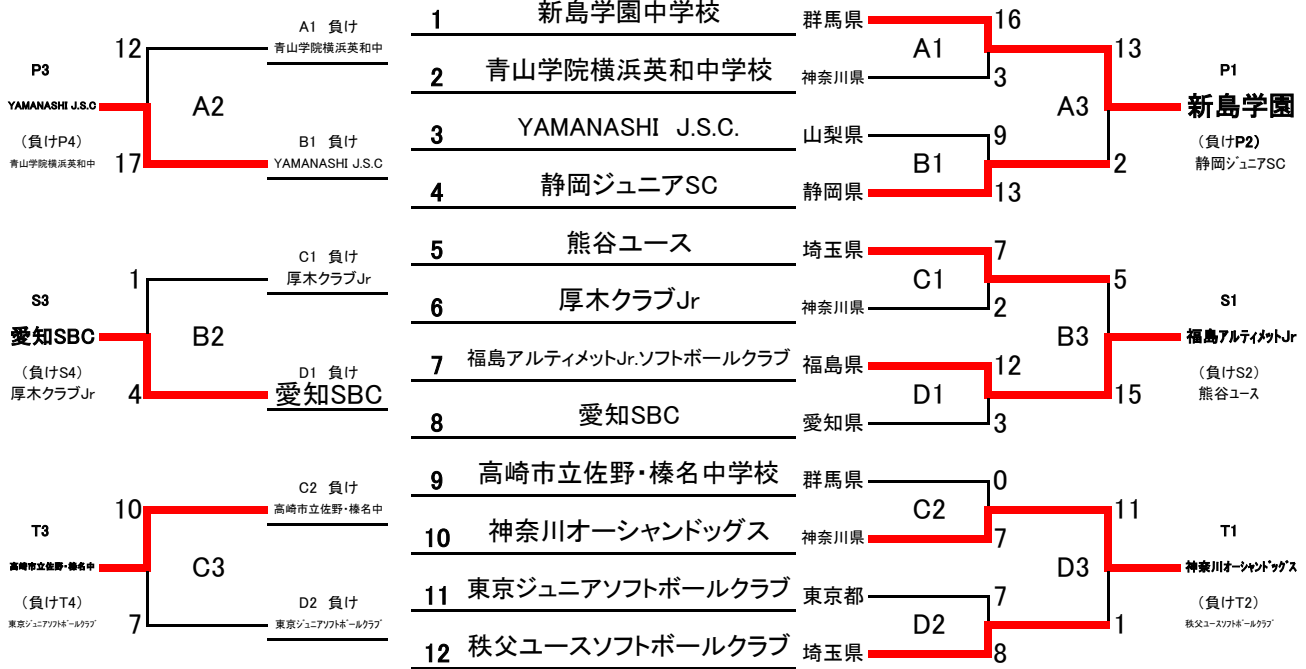 A1 負け
12
青山学院横浜英和中
P3
YAMANASHI J.S.C
A2
(負けP4)
青山学院横浜英和中
B1 負け
17
YAMANASHI J.S.C
C1 負け
1
厚木クラブJr
S3
愛知SBC
B2
(負けS4)
厚木クラブJr
D1 負け
4
愛知SBC
C2 負け
10
高崎市立佐野・榛名中
T3
高崎市立佐野・榛名中
C3
(負けT4)
東京ジュニアソフトボールクラブ
D2 負け
7
東京ジュニアソフトボールクラブ
1 新島学園中学校 群馬県 16
A1
2 青山学院横浜英和中学校 神奈川県 3
3 YAMANASHI J.S.C. 山梨県 9
B1
4 静岡ジュニアSC 静岡県 13
5 熊谷ユース 埼玉県 7
C1
6 厚木クラブJr 神奈川県 2
7 福島アルティメットJr.ソフトボールクラブ 福島県 12
D1
8 愛知SBC 愛知県 3
9 高崎市立佐野・榛名中学校 群馬県 0
C2
10 神奈川オーシャンドッグス 神奈川県 7
11 東京ジュニアソフトボールクラブ 東京都 7
D2
12 秩父ユースソフトボールクラブ 埼玉県 8
13
P1
A3
新島学園
(負けP2)
2
静岡ジュニアSC
5
S1
B3
福島アルティメットJr
(負けS2)
15
熊谷ユース
11
T1
D3
神奈川オーシャンドッグス
(負けT2)
1
秩父ユースソフトボールクラブ